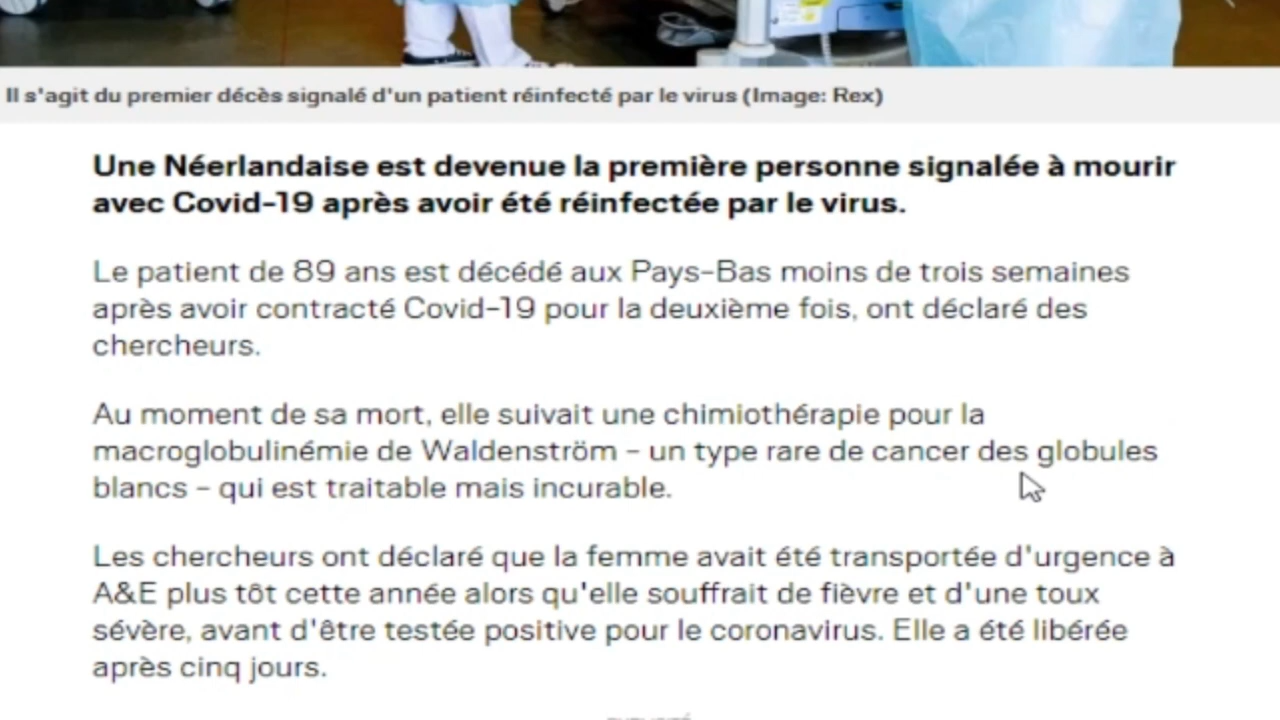 Il s'agit du premier décès signalé d'un patient réinfecté par le virus (Image: Rex)
Une Néerlandaise est devenue la première personne signalée à mourir
avec Covid-19 après avoir été réinfectée par le virus.
Le patient de 89 ans est décédé aux Pays-Bas moins de trois semaines
après avoir contracté Covid-19 pour la deuxième fois, ont déclaré des
chercheurs.
Au moment de sa mort, elle suivait une chimiothérapie pour la
macroglobulinémie de Waldenström - un type rare de cancer des globules
blancs - qui est traitable mais incurable.
Les chercheurs ont déclaré que la femme avait été transportée d'urgence à
A&E plus tôt cette année alors qu'elle souffrait de fièvre et d'une toux
sévère, avant d'être testée positive pour le coronavirus. Elle a été libérée
après cinq jours.